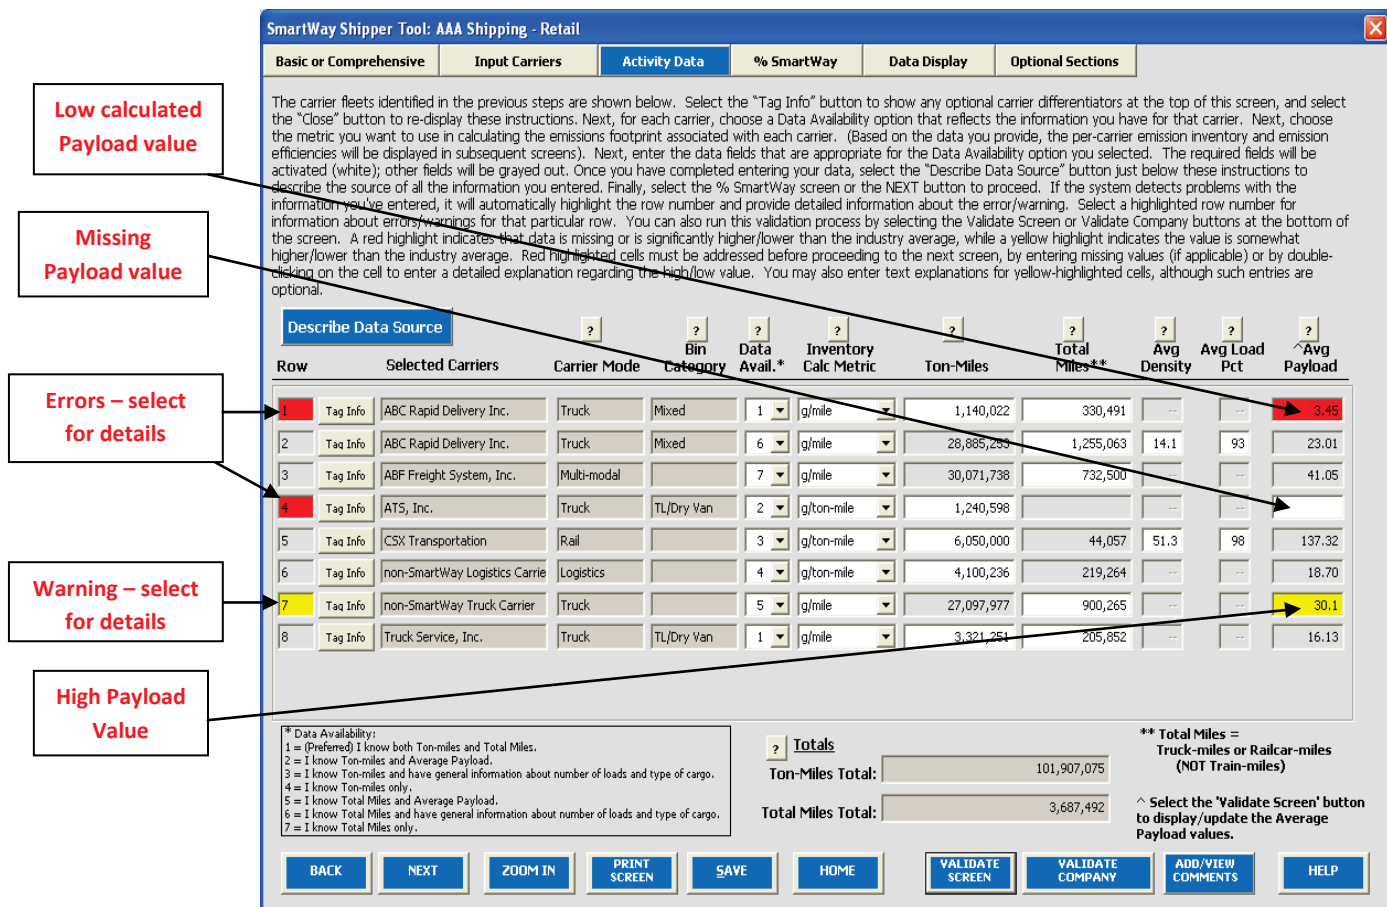 SmartWay Shipper Tool: AAA Shipping - Retail
Basic or Comprehensive
Input Carriers
Activity Data
% SmartWay
Data Display
Optional Sections
Low calculated
Payload value
Missing
Payload value
Errors – select
for details
Warning – select
for details
High Payload
Value
The carrier fleets identified in the previous steps are shown below. Select the "Tag Info" button to show any optional carrier differentiators at the top of this screen, and select
the "Close" button to re-display these instructions. Next, for each carrier, choose a Data Availability option that reflects the information you have for that carrier. Next, choose
the metric you want to use in calculating the emissions footprint associated with each carrier. (Based on the data you provide, the per-carrier emission inventory and emission
efficiencies will be displayed in subsequent screens). Next, enter the data fields that are appropriate for the Data Availability option you selected. The required fields will be
activated (white); other fields will be grayed out. Once you have completed entering your data, select the "Describe Data Source" button just below these instructions to
describe the source of all the information you entered. Finally, select the % SmartWay screen or the NEXT button to proceed. If the system detects problems with the
information you've entered, it will automatically highlight the row number and provide detailed information about the error/warning. Select a highlighted row number for
information about errors/warnings for that particular row. You can also run this validation process by selecting the Validate Screen or Validate Company buttons at the bottom of
the screen. A red highlight indicates that data is missing or is significantly higher/lower than the industry average, while a yellow highlight indicates the value is somewhat
higher/lower than the industry average. Red highlighted cells must be addressed before proceeding to the next screen, by entering missing values (if applicable) or by double-
clicking on the cell to enter a detailed explanation regarding the high/low value. You may also enter text explanations for yellow-highlighted cells, although such entries are
optional.
Describe Data Source
? ? ? ? ? ? ? ? ?
Row Selected Carriers Carrier Mode Bin Category Data Avail.* Inventory Calc Metric Ton-Miles Total Miles** Avg Density Avg Load Pct ^Avg Payload
1 Tag Info ABC Rapid Delivery Inc. Truck Mixed 1 g/mile 1,140,022 330,491 -- -- 3.45
2 Tag Info ABC Rapid Delivery Inc. Truck Mixed 6 g/mile 28,885,253 1,255,063 14.1 93 23.01
3 Tag Info ABF Freight System, Inc. Multi-modal 7 g/mile 30,071,738 732,500 -- -- 41.05
4 Tag Info ATS, Inc. Truck TL/Dry Van 2 g/ton-mile 1,240,598 -- --
5 Tag Info CSX Transportation Rail 3 g/ton-mile 6,050,000 44,057 51.3 98 137.32
6 Tag Info non-SmartWay Logistics Carrie Logistics 4 g/ton-mile 4,100,236 219,264 -- -- 18.70
7 Tag Info non-SmartWay Truck Carrier Truck 5 g/mile 27,097,977 900,265 -- -- 30.1
8 Tag Info Truck Service, Inc. Truck TL/Dry Van 1 g/mile 3,321,251 205,852 -- -- 16.13
* Data Availability:
1 = (Preferred) I know both Ton-miles and Total Miles.
2 = I know Ton-miles and Average Payload.
3 = I know Ton-miles and have general information about number of loads and type of cargo.
4 = I know Ton-miles only.
5 = I know Total Miles and Average Payload.
6 = I know Total Miles and have general information about number of loads and type of cargo.
7 = I know Total Miles only.
? Totals
Ton-Miles Total: 101,907,075
Total Miles Total: 3,687,492
** Total Miles =
Truck-miles or Railcar-miles
(NOT Train-miles)
^ Select the 'Validate Screen' button
to display/update the Average
Payload values.
BACK
NEXT
ZOOM IN
PRINT
SCREEN
SAVE
HOME
VALIDATE
SCREEN
VALIDATE
COMPANY
ADD/VIEW
COMMENTS
HELP